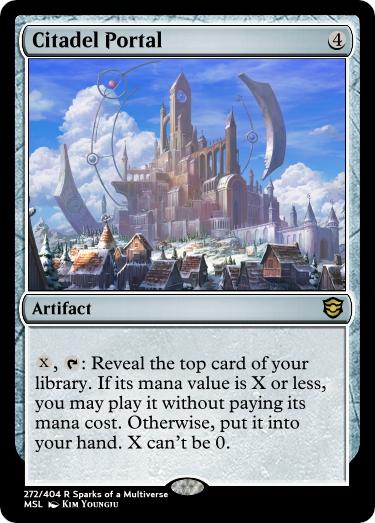 Citadel Portal 4
Artifact
X, T: Reveal the top card of your
library. If its mana value is X or less,
you may play it without paying its
mana cost. Otherwise, put it into
your hand. X can't be 0.
272/404 R Sparks of a Multiverse
MSL Kim Youngju